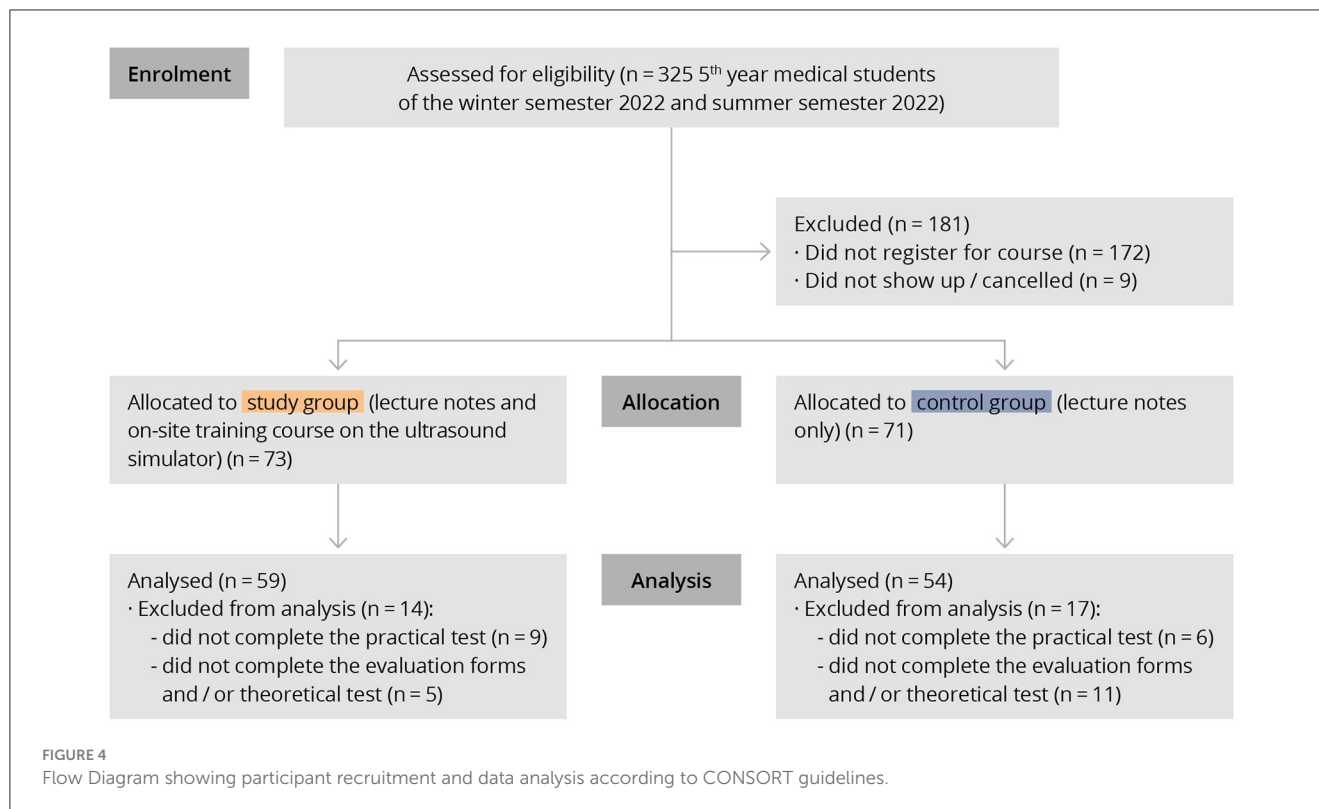 Enrolment
Assessed for eligibility (n = 325 5th year medical students
of the winter semester 2022 and summer semester 2022)
Excluded (n = 181)
· Did not register for course (n = 172)
· Did not show up / cancelled (n = 9)
Allocated to study group (lecture notes and
on-site training course on the ultrasound
simulator) (n = 73)
Allocation
Allocated to control group (lecture notes
only) (n = 71)
Analysed (n = 59)
· Excluded from analysis (n = 14):
- did not complete the practical test (n = 9)
- did not complete the evaluation forms
and / or theoretical test (n = 5)
Analysis
Analysed (n = 54)
· Excluded from analysis (n = 17):
- did not complete the practical test (n = 6)
- did not complete the evaluation forms
and / or theoretical test (n = 11)
FIGURE 4
Flow Diagram showing participant recruitment and data analysis according to CONSORT guidelines.